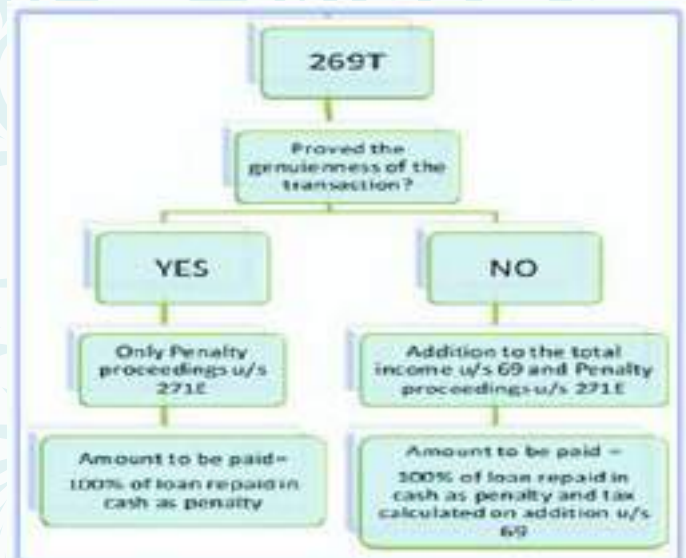 269T
Proved the
genuienness of the
transaction?
YES
NO
Only Penalty
proceedings u/s
271E
Addition to the total
income u/s 69 and Penalty
proceedings u/s 271E
Amount to be paid=
100% of loan repaid in
cash as penalty
Amount to be paid =
100% of loan repaid in
cash as penalty and tax
calculated on addition u/s
69